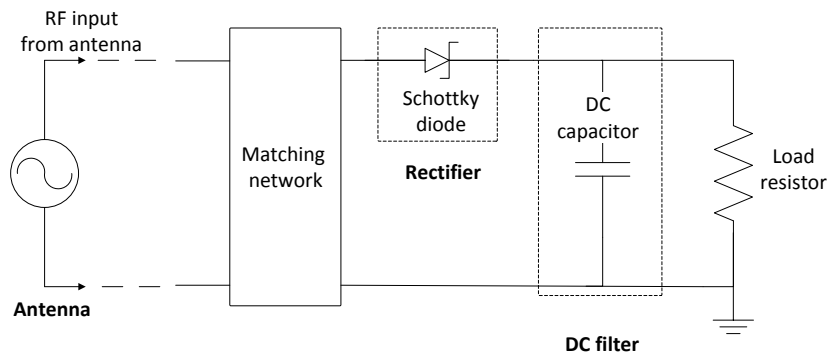 RF input
from antenna
Antenna
Matching
network
Schottky
diode
Rectifier
DC
capacitor
DC filter
Load
resistor